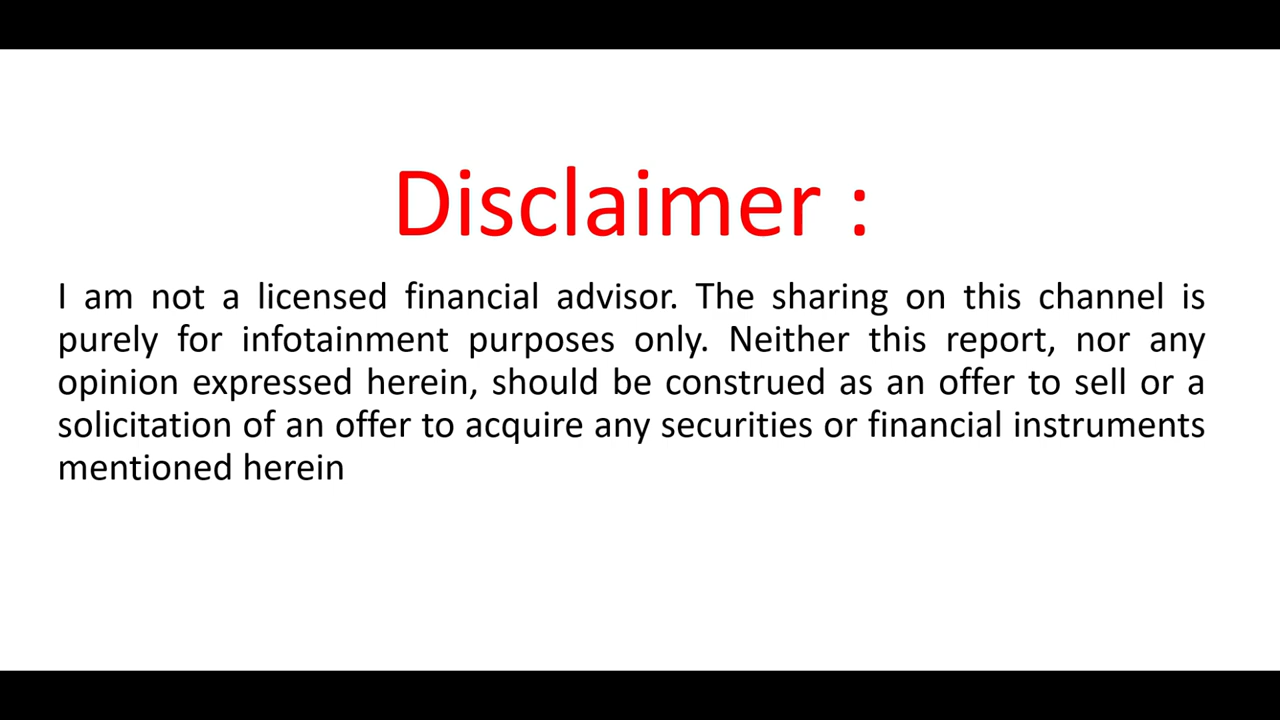 Disclaimer :
I am not a licensed financial advisor. The sharing on this channel is
purely for infotainment purposes only. Neither this report, nor any
opinion expressed herein, should be construed as an offer to sell or a
solicitation of an offer to acquire any securities or financial instruments
mentioned herein